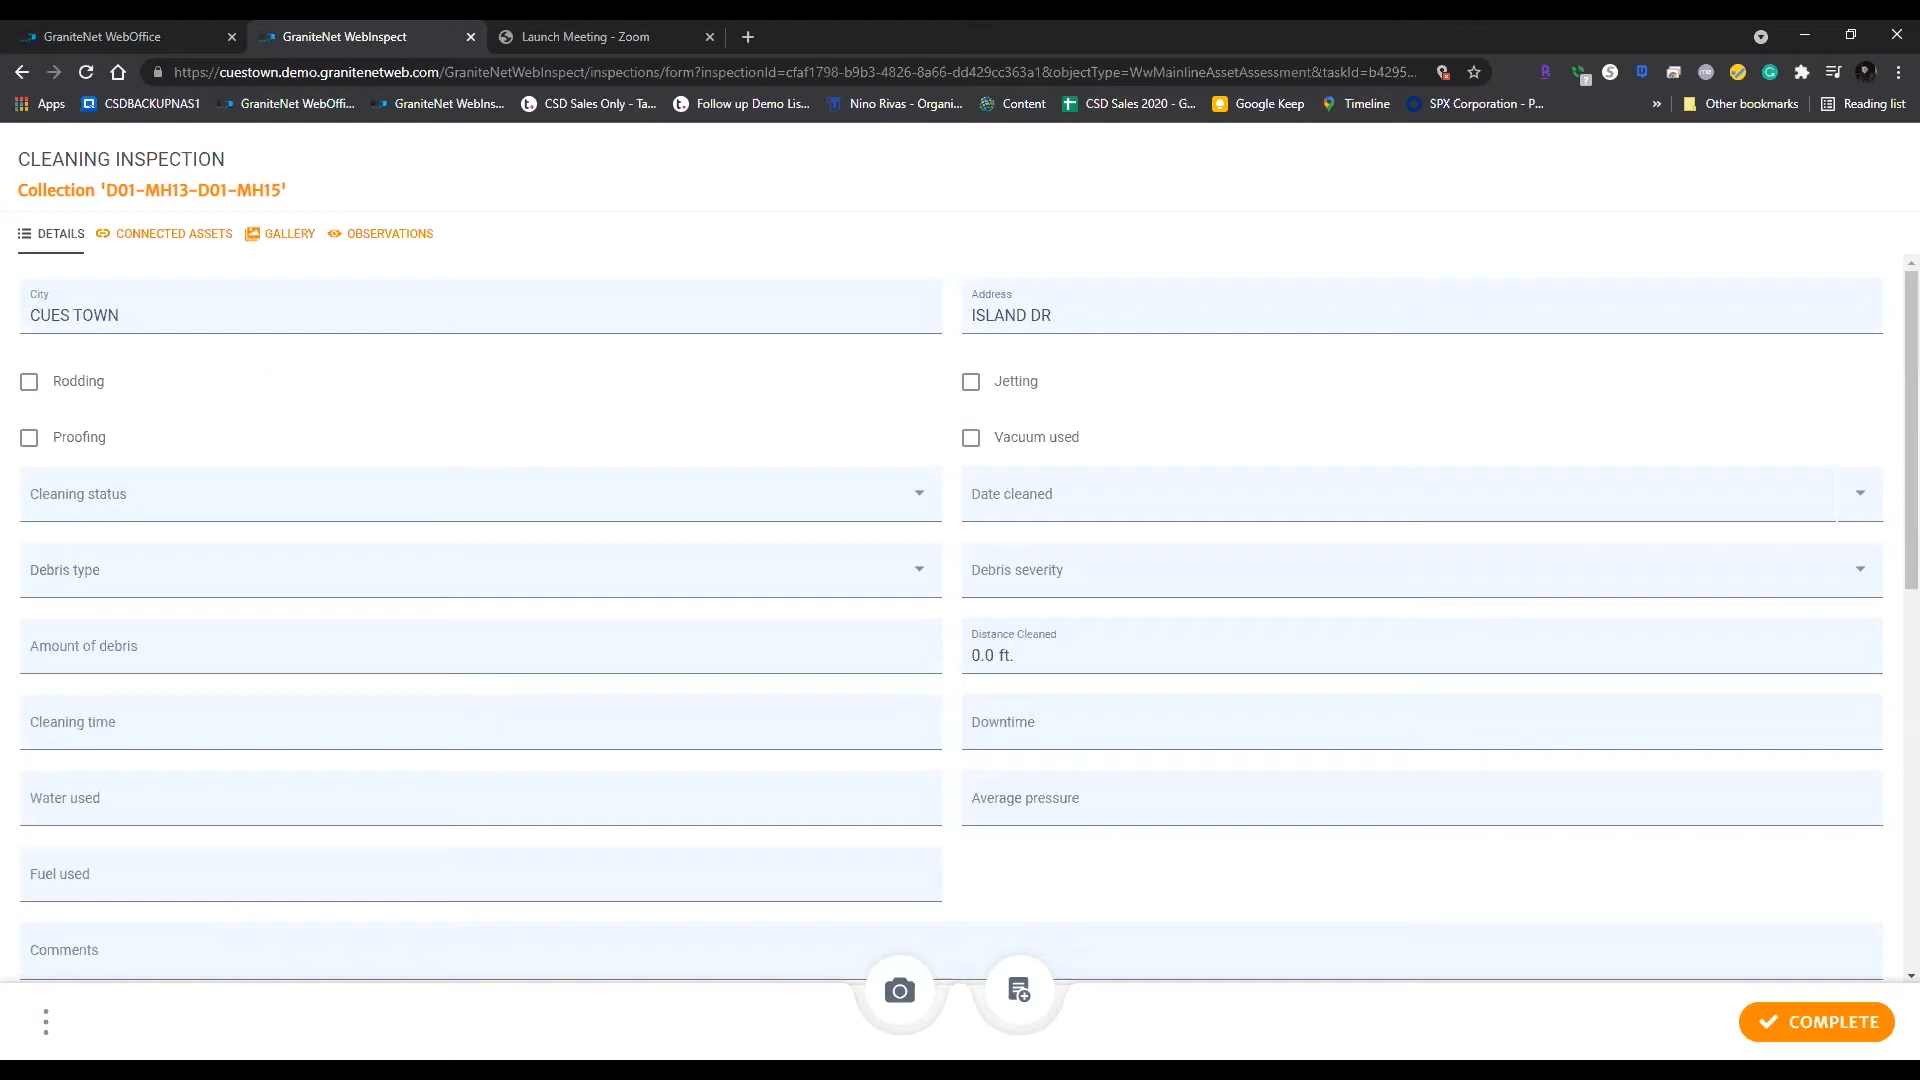 GraniteNet WebOffice
GraniteNet WebInspect
Launch Meeting - Zoom
https://cuestown.demo.granitenetweb.com/GraniteNetWebInspect/inspections/form?inspectionId=cfaf1798-b9b3-4826-8a66-dd429cc363a1&objectType=WwMainlineAssetAssessment&taskId=b4295...
Apps
CSDBACKUPNAS1
GraniteNet WebOffi...
GraniteNet WebIns...
CSD Sales Only - Ta...
Follow up Demo Lis...
Nino Rivas - Organi...
Content
CSD Sales 2020 - G...
Google Keep
Timeline
SPX Corporation - P...
»
Other bookmarks
Reading list
CLEANING INSPECTION
Collection 'D01-MH13-D01-MH15'
DETAILS
CONNECTED ASSETS
GALLERY
OBSERVATIONS
City
CUES TOWN
Address
ISLAND DR
Rodding
Jetting
Proofing
Vacuum used
Cleaning status
Date cleaned
Debris type
Debris severity
Amount of debris
Distance Cleaned
0.0 ft.
Cleaning time
Downtime
Water used
Average pressure
Fuel used
Comments
COMPLETE